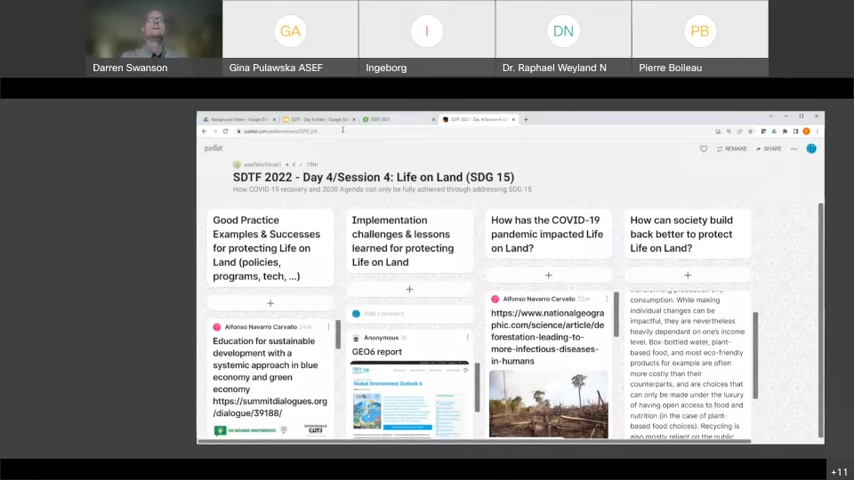 GA
I
DN
PB
Darren Swanson
Gina Pulawska ASEF
Ingeborg
Dr. Raphael Weyland N
Pierre Boileau
padlet
REMAKE
SHARE
asefenvforum
SDTF 2022 - Day 4/Session 4: Life on Land (SDG 15)
How COVID-19 recovery and 2030 Agenda can only be fully achieved through addressing SDG 15
Good Practice
Examples & Successes
for protecting Life on
Land (policies,
programs, tech, ...)
+
Alfonso Navarro Carvallo 24m
Education for sustainable
development with a
systemic approach in blue
economy and green
economy
https://summitdialogues.org
/dialogue/39188/
Implementation
challenges & lessons
learned for protecting
Life on Land
+
Add comment
Anonymous
GEO6 report
Global Environment Outlook 6
How has the COVID-19
pandemic impacted Life
on Land?
+
Alfonso Navarro Carvallo 32m
https://www.nationalgeogra
phic.com/science/article/de
forestation-leading-to-
more-infectious-diseases-
in-humans
How can society build
back better to protect
Life on Land?
+
consumption. While making
individual changes can be
impactful, they are nevertheless
heavily dependent on one's income
level. Box-bottled water, plant-
based food, and most eco-friendly
products for example are often
more costly than their
counterparts, and are choices that
can only be made under the luxury
of having open access to food and
nutrition (in the case of plant-
based food choices). Recycling is
also mostly reliant on the public
+11